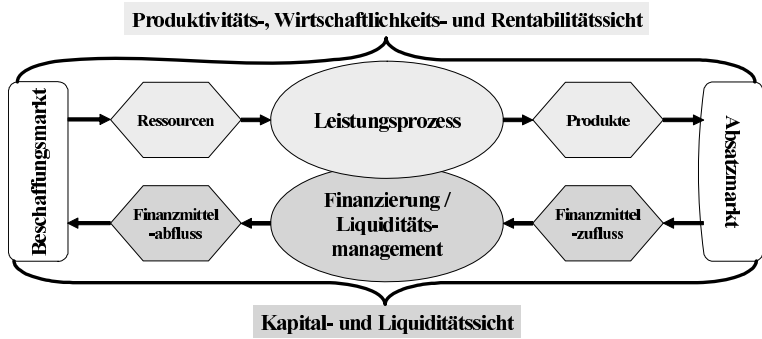 Produktivitäts-, Wirtschaftlichkeits- und Rentabilitätssicht
Beschaffungsmarkt
Ressourcen
Leistungsprozess
Produkte
Absatzmarkt
Finanzmittel
-abfluss
Finanzierung /
Liquiditäts-
management
Finanzmittel
-zufluss
Kapital- und Liquiditätssicht